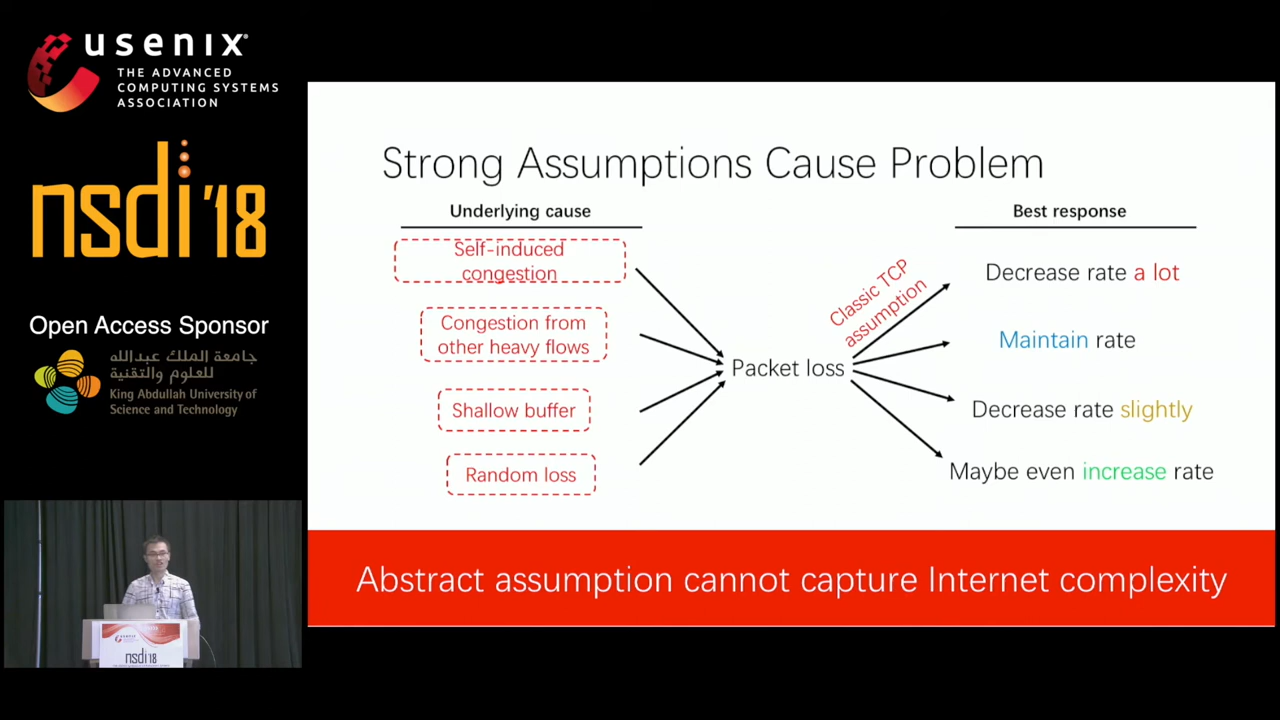 usenix
THE ADVANCED
COMPUTING SYSTEMS
ASSOCIATION
nsdi '18
Open Access Sponsor
جامعة الملك عبدالله
للعلوم والتقنية
King Abdullah University of
Science and Technology
Strong Assumptions Cause Problem
Underlying cause
Best response
Self-induced
congestion
Congestion from
other heavy flows
Shallow buffer
Random loss
Packet loss
Classic TCP
assumption
Decrease rate a lot
Maintain rate
Decrease rate slightly
Maybe even increase rate
Abstract assumption cannot capture Internet complexity
usenix
nsdi '18